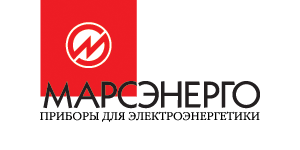 МАРСЭНЕРГО
ПРИБОРЫ ДЛЯ ЭЛЕКТРОЭНЕРГЕТИКИ